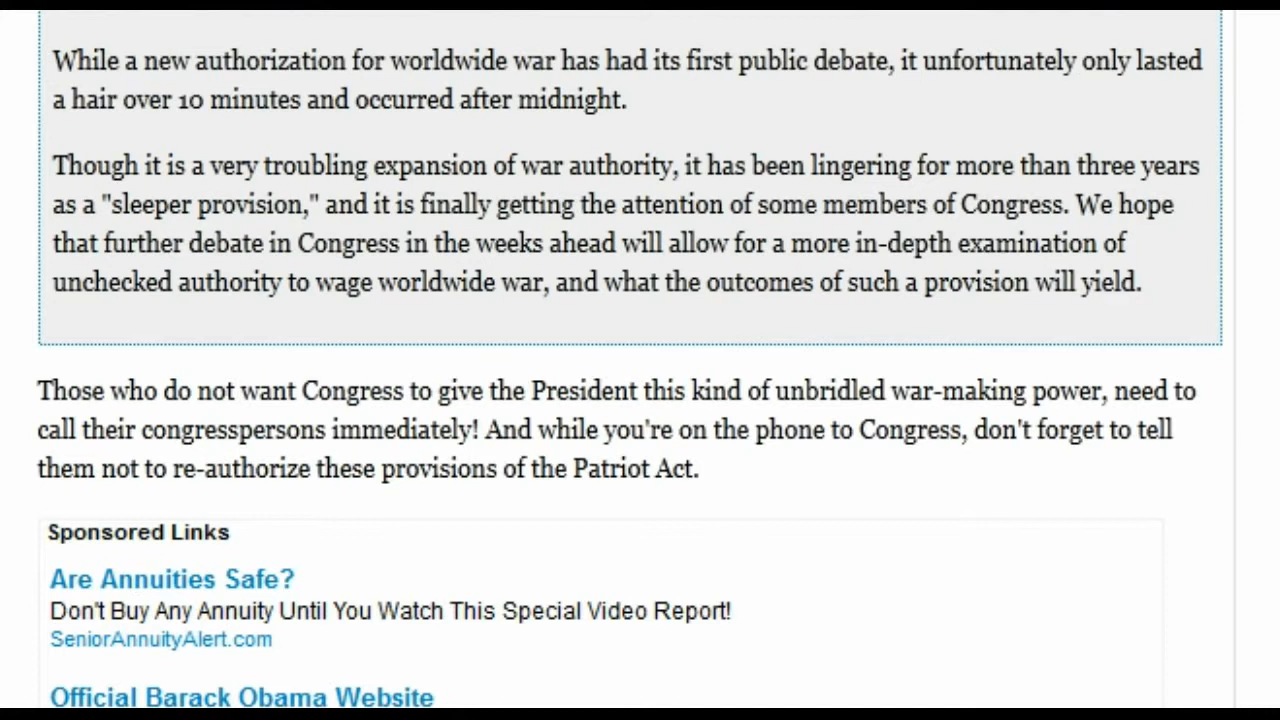 While a new authorization for worldwide war has had its first public debate, it unfortunately only lasted
a hair over 10 minutes and occurred after midnight.
Though it is a very troubling expansion of war authority, it has been lingering for more than three years
as a "sleeper provision," and it is finally getting the attention of some members of Congress. We hope
that further debate in Congress in the weeks ahead will allow for a more in-depth examination of
unchecked authority to wage worldwide war, and what the outcomes of such a provision will yield.
Those who do not want Congress to give the President this kind of unbridled war-making power, need to
call their congresspersons immediately! And while you're on the phone to Congress, don't forget to tell
them not to re-authorize these provisions of the Patriot Act.
Sponsored Links
Are Annuities Safe?
Don't Buy Any Annuity Until You Watch This Special Video Report!
SeniorAnnuityAlert.com
Official Barack Obama Website